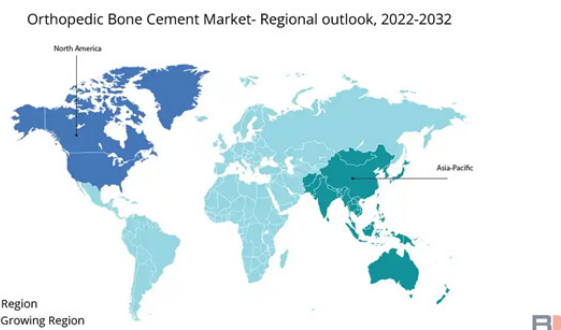 Orthopedic Bone Cement Market- Regional outlook, 2022-2032
North America
Asia-Pacific
Region
Growing Region